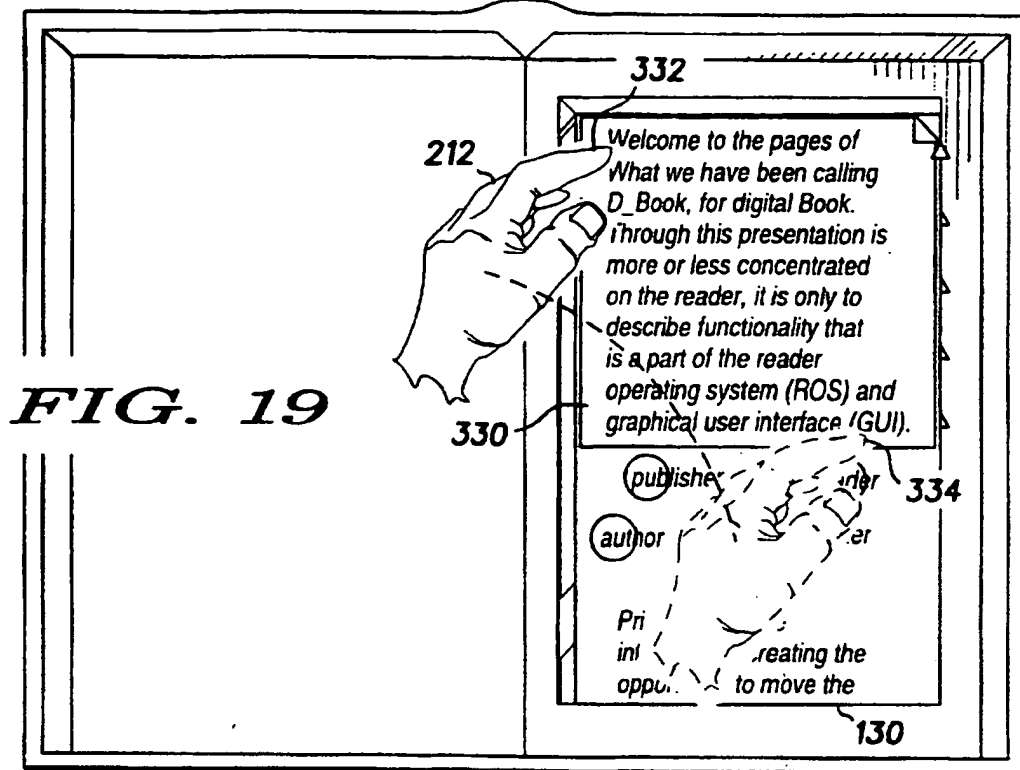 332
212
Welcome to the pages of
What we have been calling
D_Book, for digital Book.
Through this presentation is
more or less concentrated
on the reader, it is only to
describe functionality that
is a part of the reader
operating system (ROS) and
graphical user interface (GUI).
FIG. 19
330
334
publisher
author
Pri
reating the
to move the
130